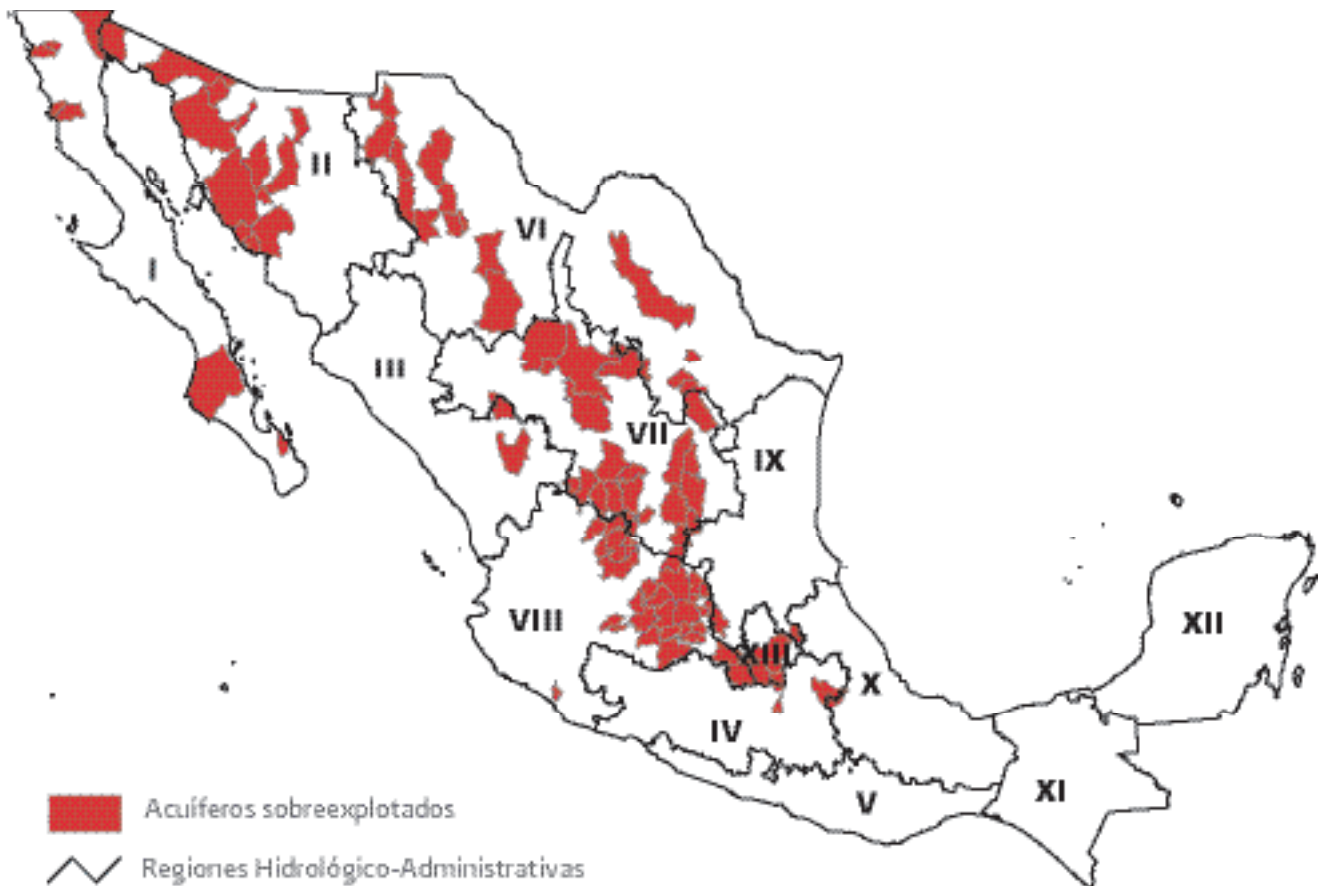 II
VI
I
III
VII
IX
VIII
XIII
XII
X
IV
V
XI
Acuíferos sobreexplotados
Regiones Hidrológico-Administrativas